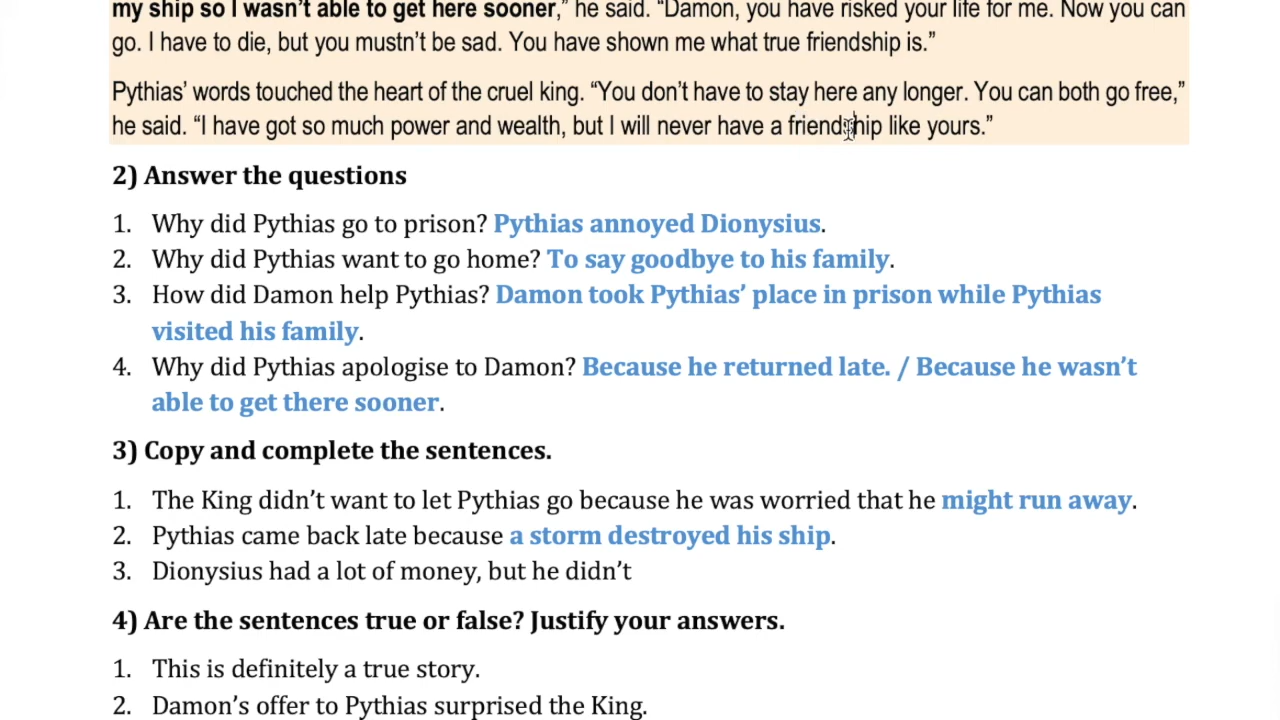 my ship so I wasn’t able to get here sooner,” he said. “Damon, you have risked your life for me. Now you can
go. I have to die, but you mustn’t be sad. You have shown me what true friendship is.”
Pythias’ words touched the heart of the cruel king. “You don’t have to stay here any longer. You can both go free,”
he said. “I have got so much power and wealth, but I will never have a friendship like yours.”
2) Answer the questions
1. Why did Pythias go to prison? Pythias annoyed Dionysius.
2. Why did Pythias want to go home? To say goodbye to his family.
3. How did Damon help Pythias? Damon took Pythias’ place in prison while Pythias
visited his family.
4. Why did Pythias apologise to Damon? Because he returned late. / Because he wasn’t
able to get there sooner.
3) Copy and complete the sentences.
1. The King didn’t want to let Pythias go because he was worried that he might run away.
2. Pythias came back late because a storm destroyed his ship.
3. Dionysius had a lot of money, but he didn’t
4) Are the sentences true or false? Justify your answers.
1. This is definitely a true story.
2. Damon’s offer to Pythias surprised the King.